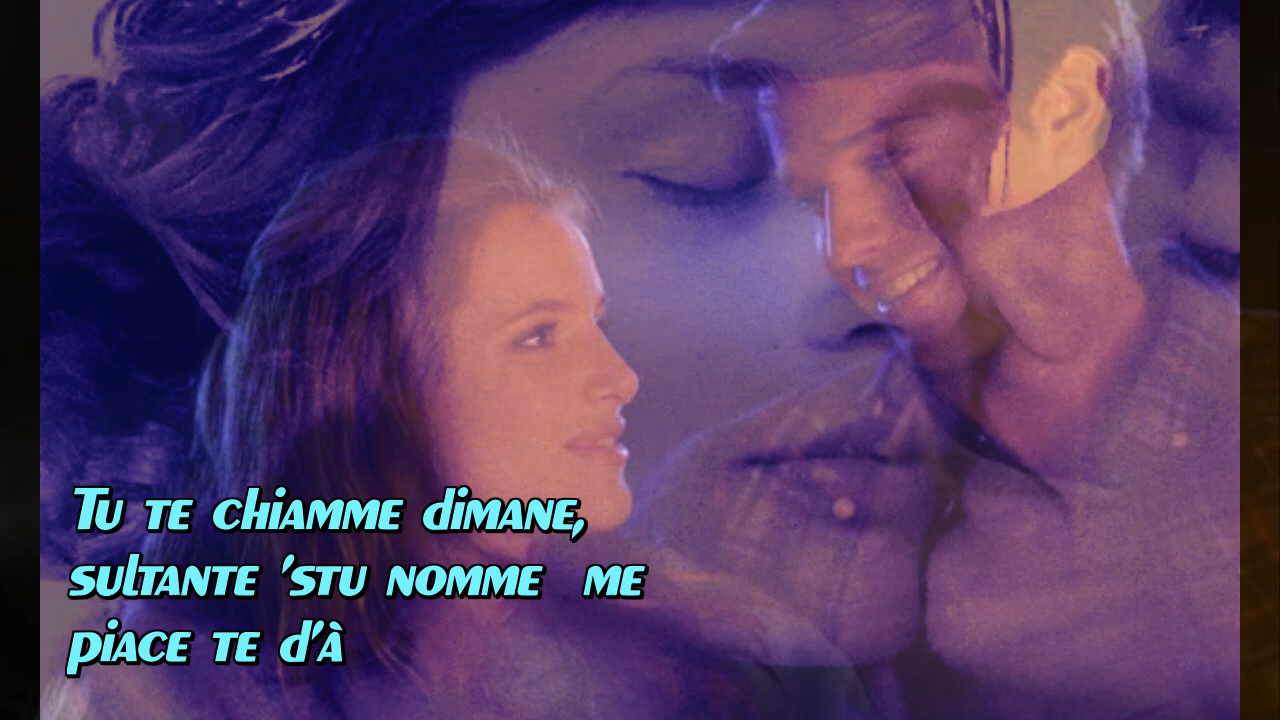 Tu te chiamme dimane,
sultante 'stu nomme me
piace te d'à